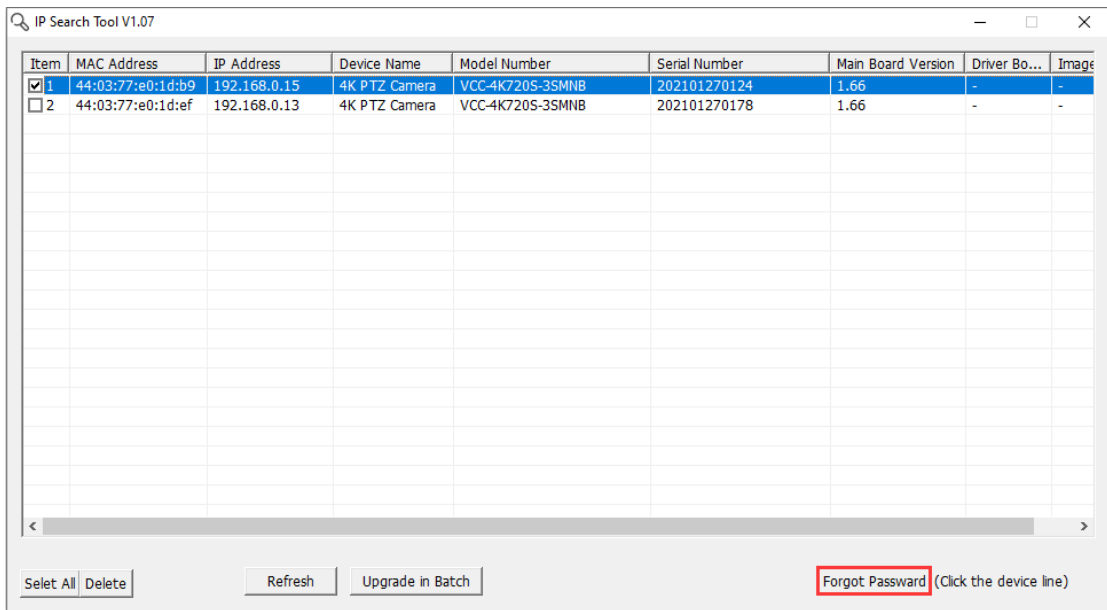 IP Search Tool V1.07
Item MAC Address IP Address Device Name Model Number Serial Number Main Board Version Driver Bo... Image
1 44:03:77:e0:1d:b9 192.168.0.15 4K PTZ Camera VCC-4K720S-3SMNB 202101270124 1.66 - -
2 44:03:77:e0:1d:ef 192.168.0.13 4K PTZ Camera VCC-4K720S-3SMNB 202101270178 1.66 - -
Selet All Delete Refresh Upgrade in Batch Forgot Passward (Click the device line)